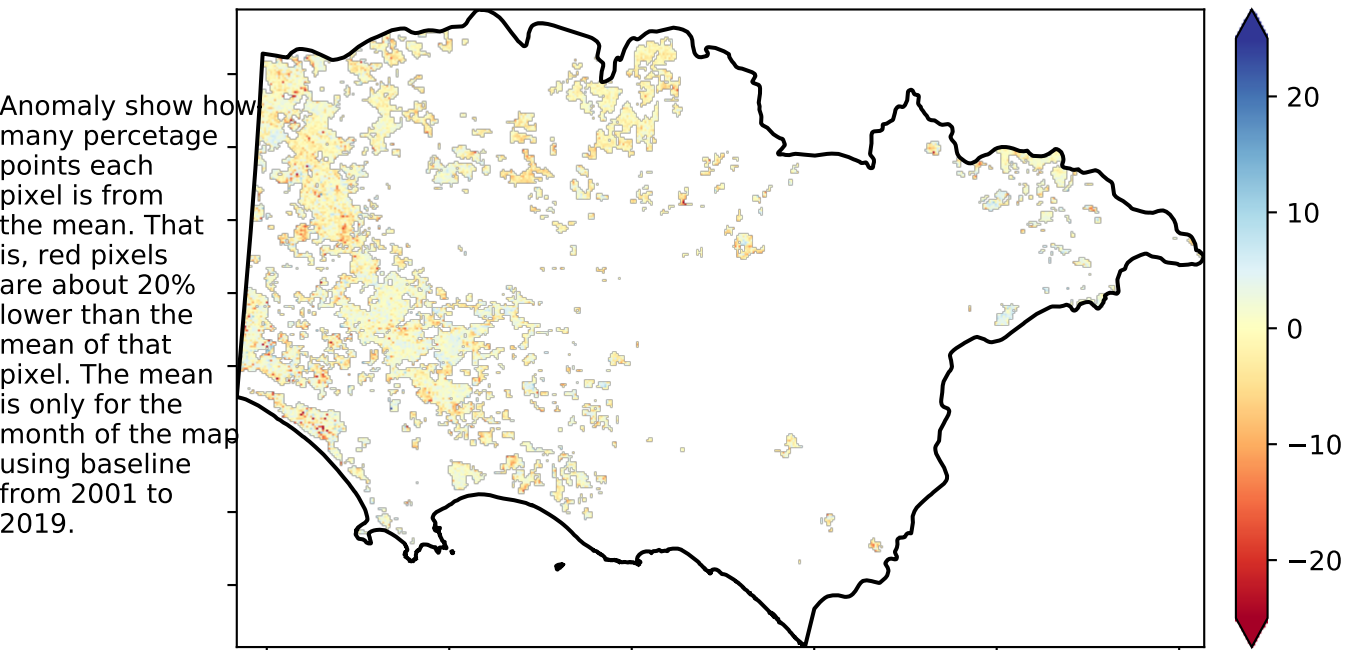 Anomaly show how
many percetage
points each
pixel is from
the mean. That
is, red pixels
are about 20%
lower than the
mean of that
pixel. The mean
is only for the
month of the map
using baseline
from 2001 to
2019.
20
10
0
−10
−20